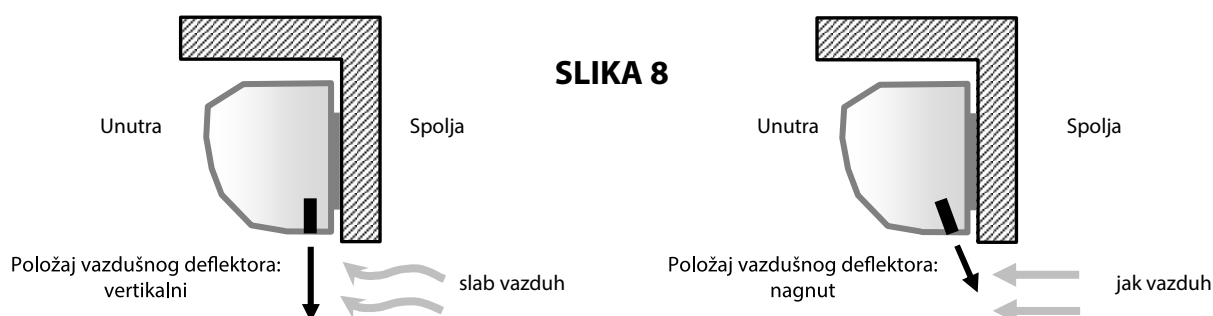 SLIKA 8
Unutra
Spolja
Položaj vazdušnog deflektora:
vertikalni
slab vazduh
Unutra
Spolja
Položaj vazdušnog deflektora:
nagnut
jak vazduh